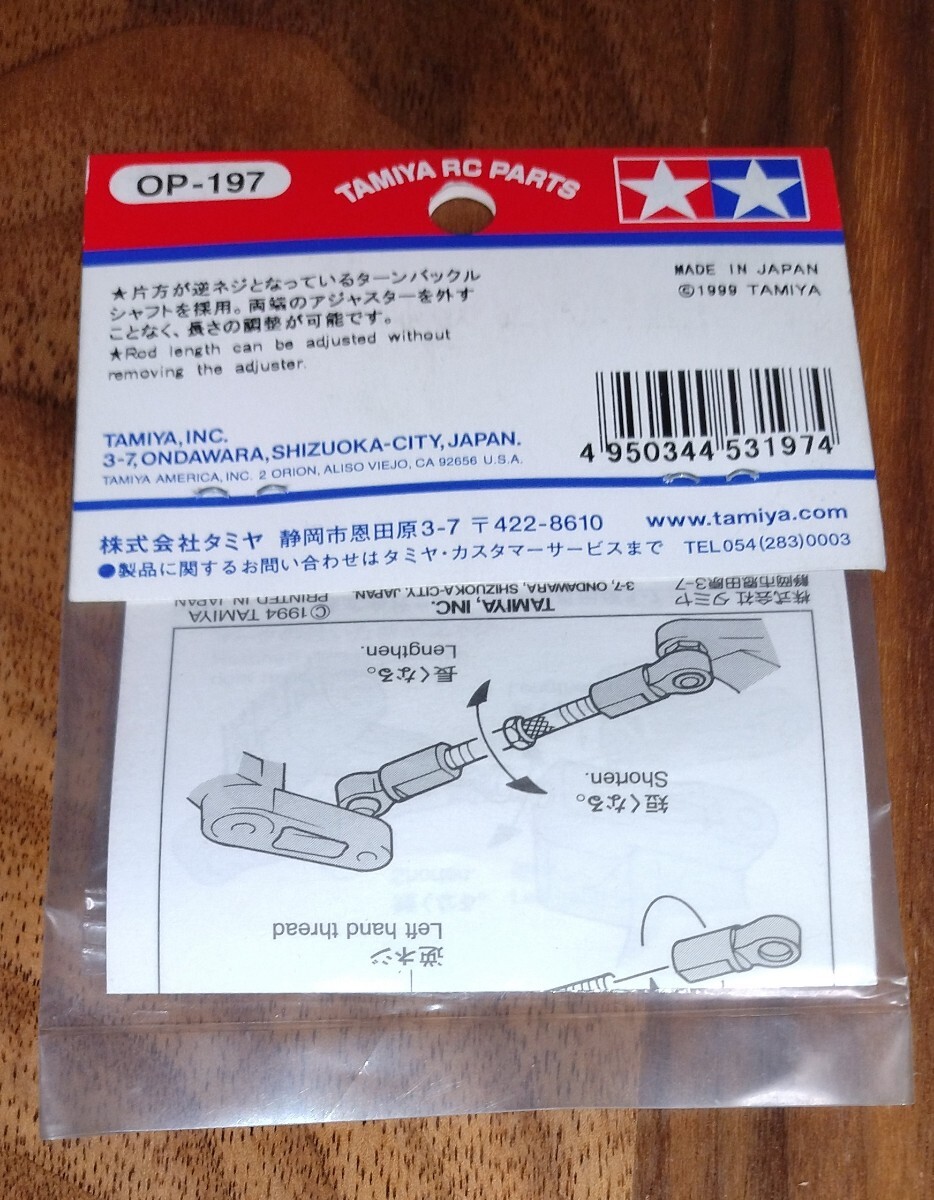 OP-197
TAMIYA RC PARTS
★片方が逆ネジとなっているターンバックル
シャフトを採用。両端のアジャスターを外す
ことなく、長さの調整が可能です。
★Rod length can be adjusted without
removing the adjuster.
MADE IN JAPAN
©1999 TAMIYA
4 950344 531974
TAMIYA, INC.
3-7, ONDAWARA, SHIZUOKA-CITY, JAPAN.
TAMIYA AMERICA, INC. 2 ORION, ALISO VIEJO, CA 92656 U.S.A.
株式会社タミヤ 静岡市恩田原3-7 〒422-8610 www.tamiya.com
●製品に関するお問い合わせはタミヤ・カスタマーサービスまで TEL054(283)0003
株式会社 タミヤ
静岡市恩田原3-7
TAMIYA, INC.
3-7, ONDAWARA, SHIZUOKA-CITY, JAPAN
©1994 TAMIYA
PRINTED IN JAPAN
長くなる。
Lengthen.
短くなる。
Shorten.
逆ネジ
Left hand thread